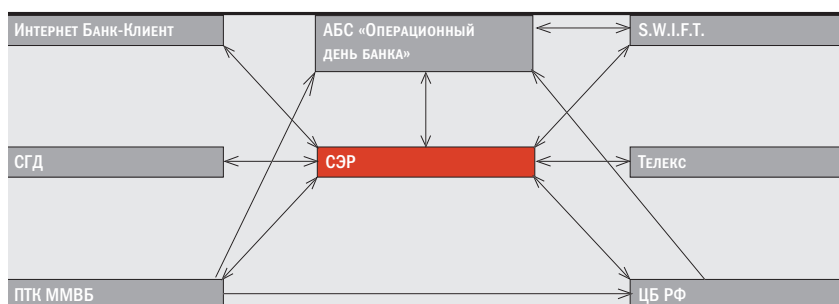 Интернет Банк-Клиент
АБС «Операционный
день банка»
S.W.I.F.T.
СГД
СЭР
Телекс
ПТК ММВБ
ЦБ РФ